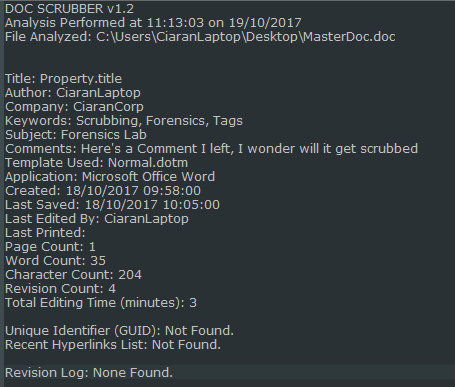 DOC SCRUBBER v1.2
Analysis Performed at 11:13:03 on 19/10/2017
File Analyzed: C:\Users\CiaranLaptop\Desktop\MasterDoc.doc
Title: Property.title
Author: CiaranLaptop
Company: CiaranCorp
Keywords: Scrubbing, Forensics, Tags
Subject: Forensics Lab
Comments: Here's a Comment I left, I wonder will it get scrubbed
Template Used: Normal.dotm
Application: Microsoft Office Word
Created: 18/10/2017 09:58:00
Last Saved: 18/10/2017 10:05:00
Last Edited By: CiaranLaptop
Last Printed:
Page Count: 1
Word Count: 35
Character Count: 204
Revision Count: 4
Total Editing Time (minutes): 3
Unique Identifier (GUID): Not Found.
Recent Hyperlinks List: Not Found.
Revision Log: None Found.